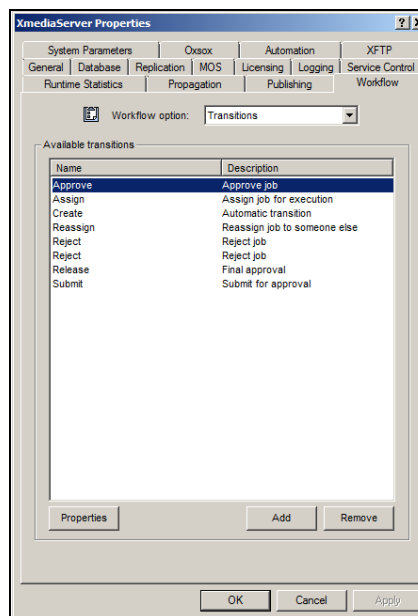 XmediaServer Properties
System Parameters Oxsox Automation XFTP
General Database Replication MOS Licensing Logging Service Control
Runtime Statistics Propagation Publishing Workflow
Workflow option: Transitions
Available transitions
Name Description
Approve Approve job
Assign Assign job for execution
Create Automatic transition
Reassign Reassign job to someone else
Reject Reject job
Reject Reject job
Release Final approval
Submit Submit for approval
Properties Add Remove
OK Cancel Apply